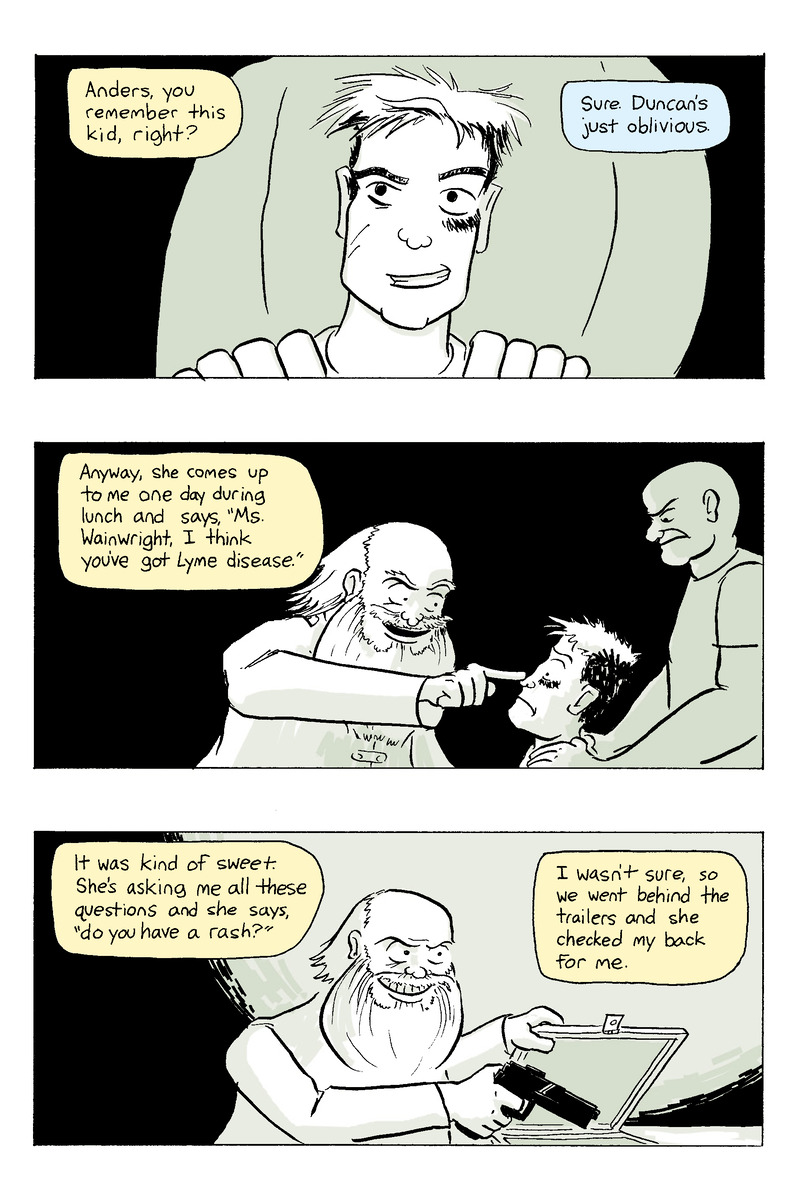 Anders, you
remember this
kid, right?
Sure. Duncan's
just oblivious.
Anyway, she comes up
to me one day during
lunch and says, "Ms.
Wainwright, I think
you've got Lyme disease."
It was kind of sweet.
She's asking me all these
questions and she says,
"do you have a rash?"
I wasn't sure, so
we went behind the
trailers and she
checked my back
for me.